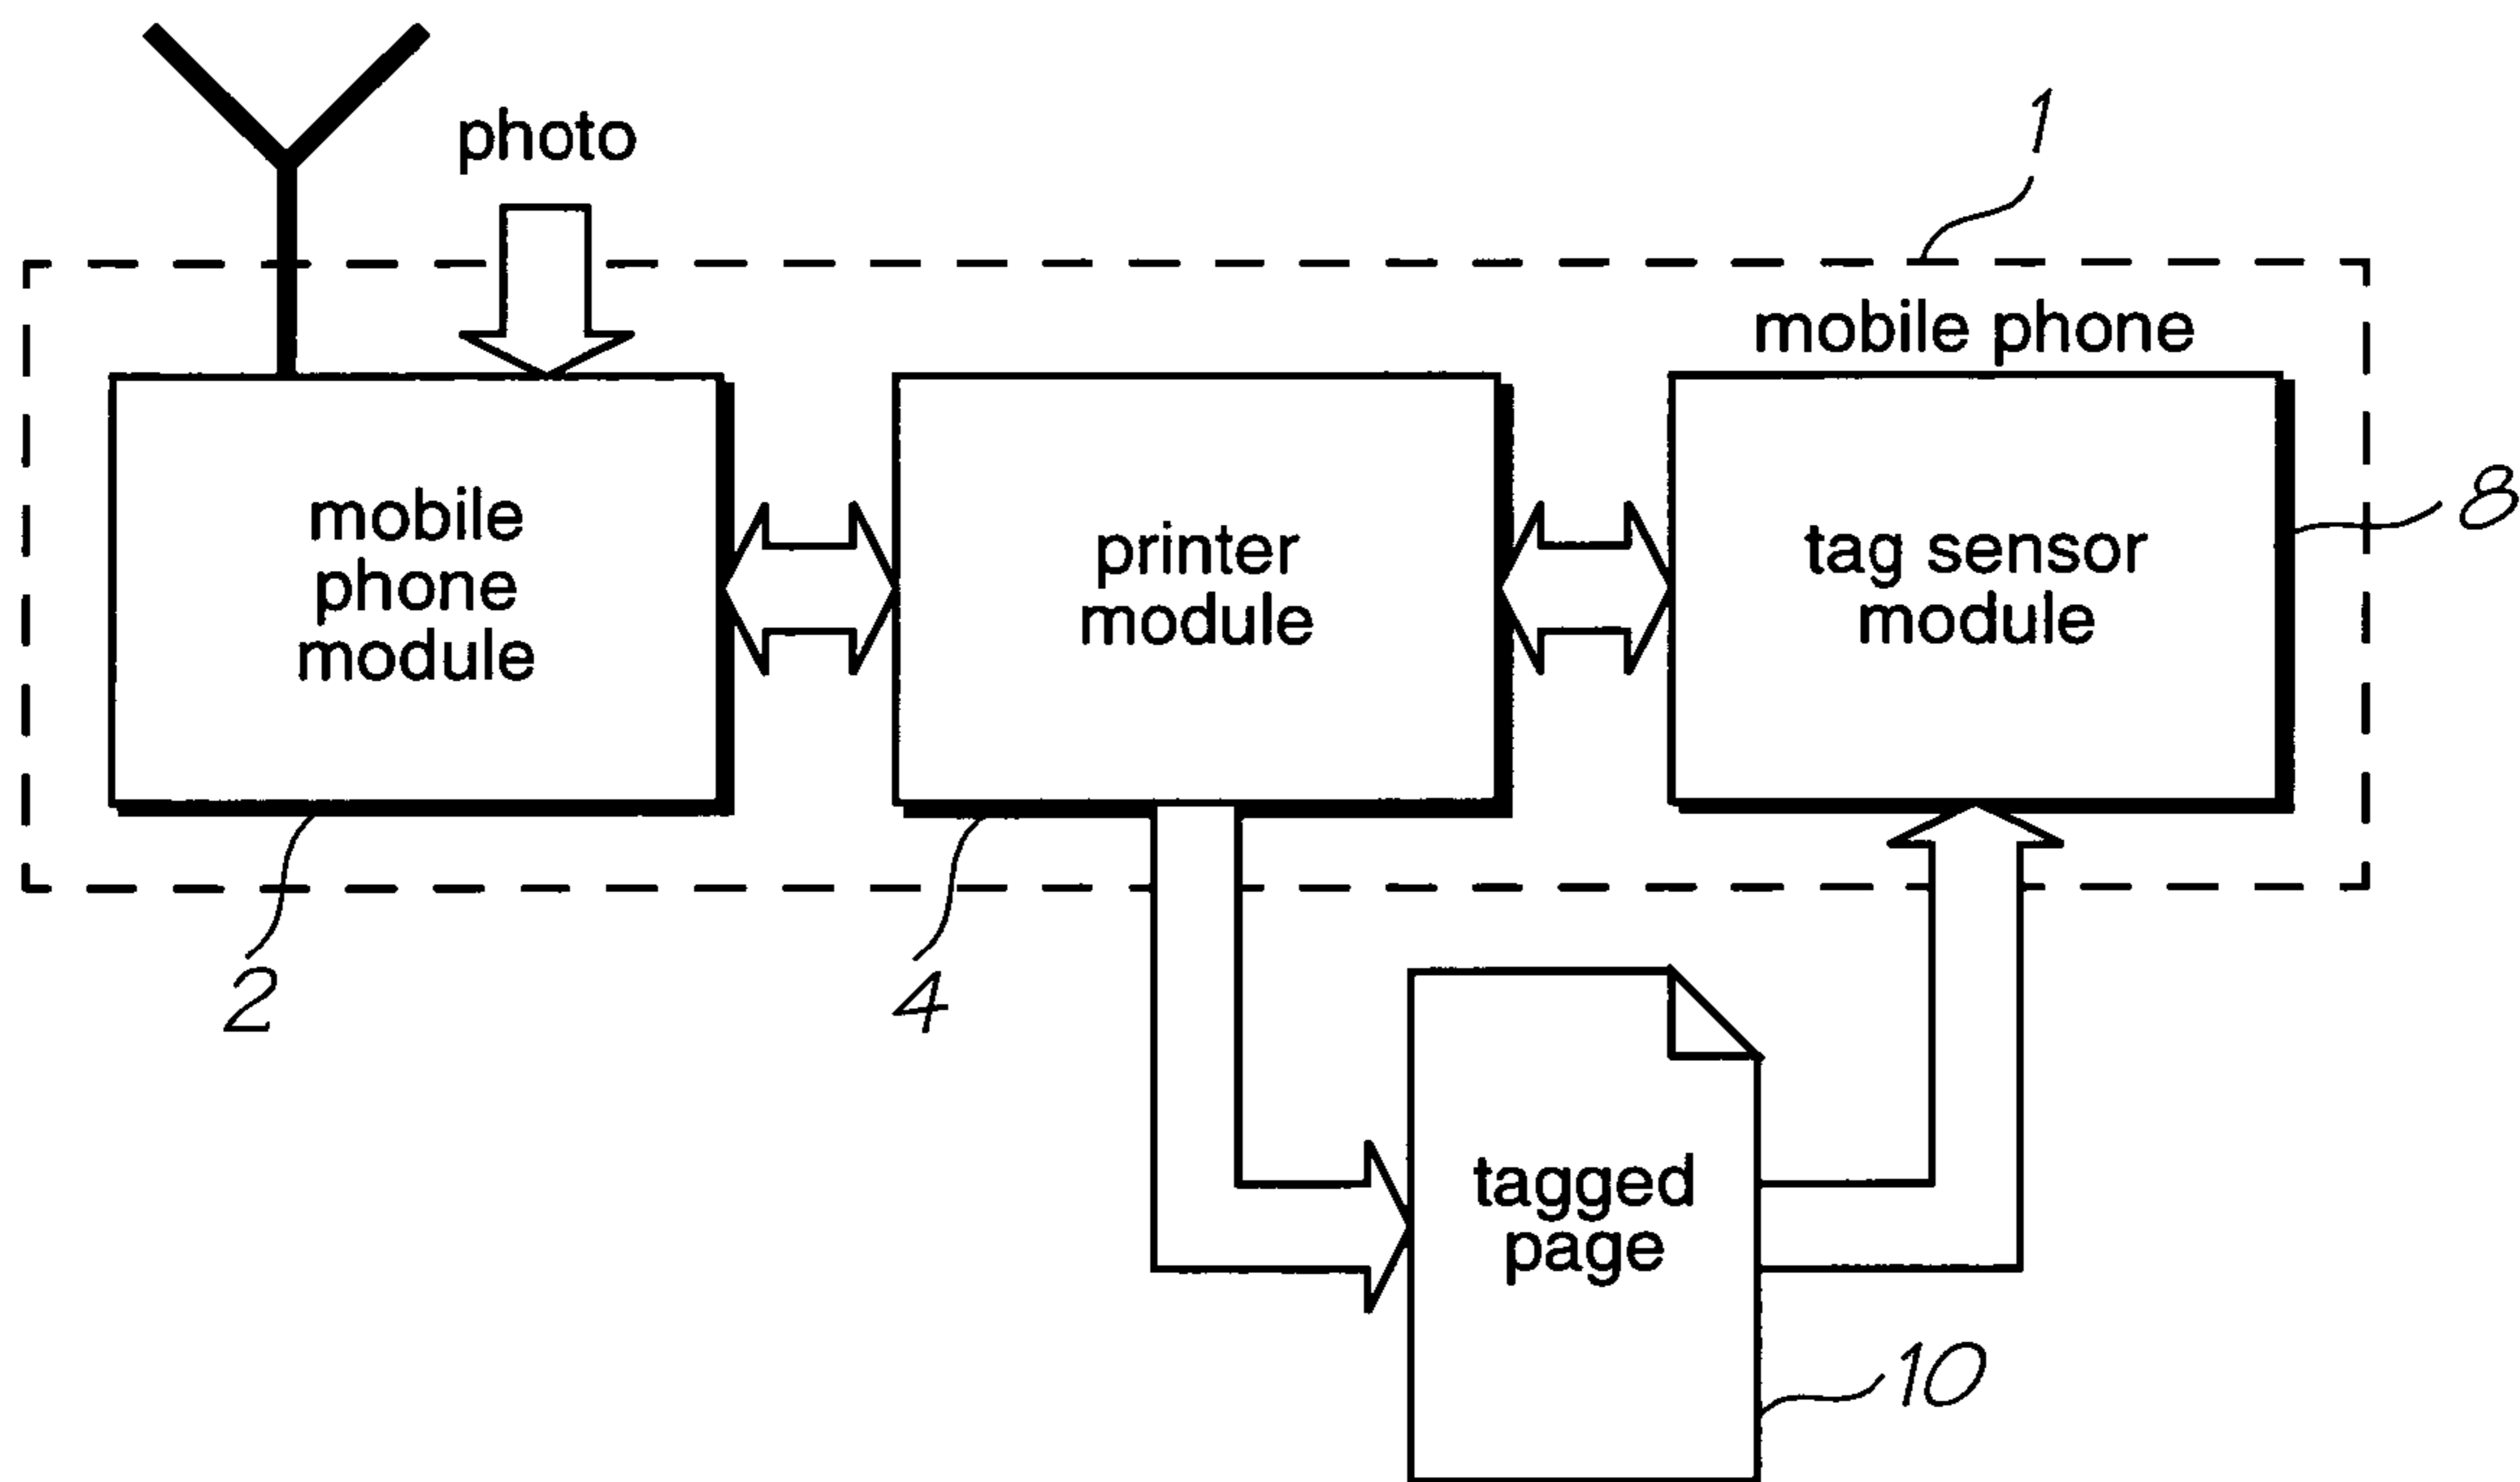 photo
1
mobile phone
mobile
phone
module
printer
module
tag sensor
module
8
2
4
tagged
page
10